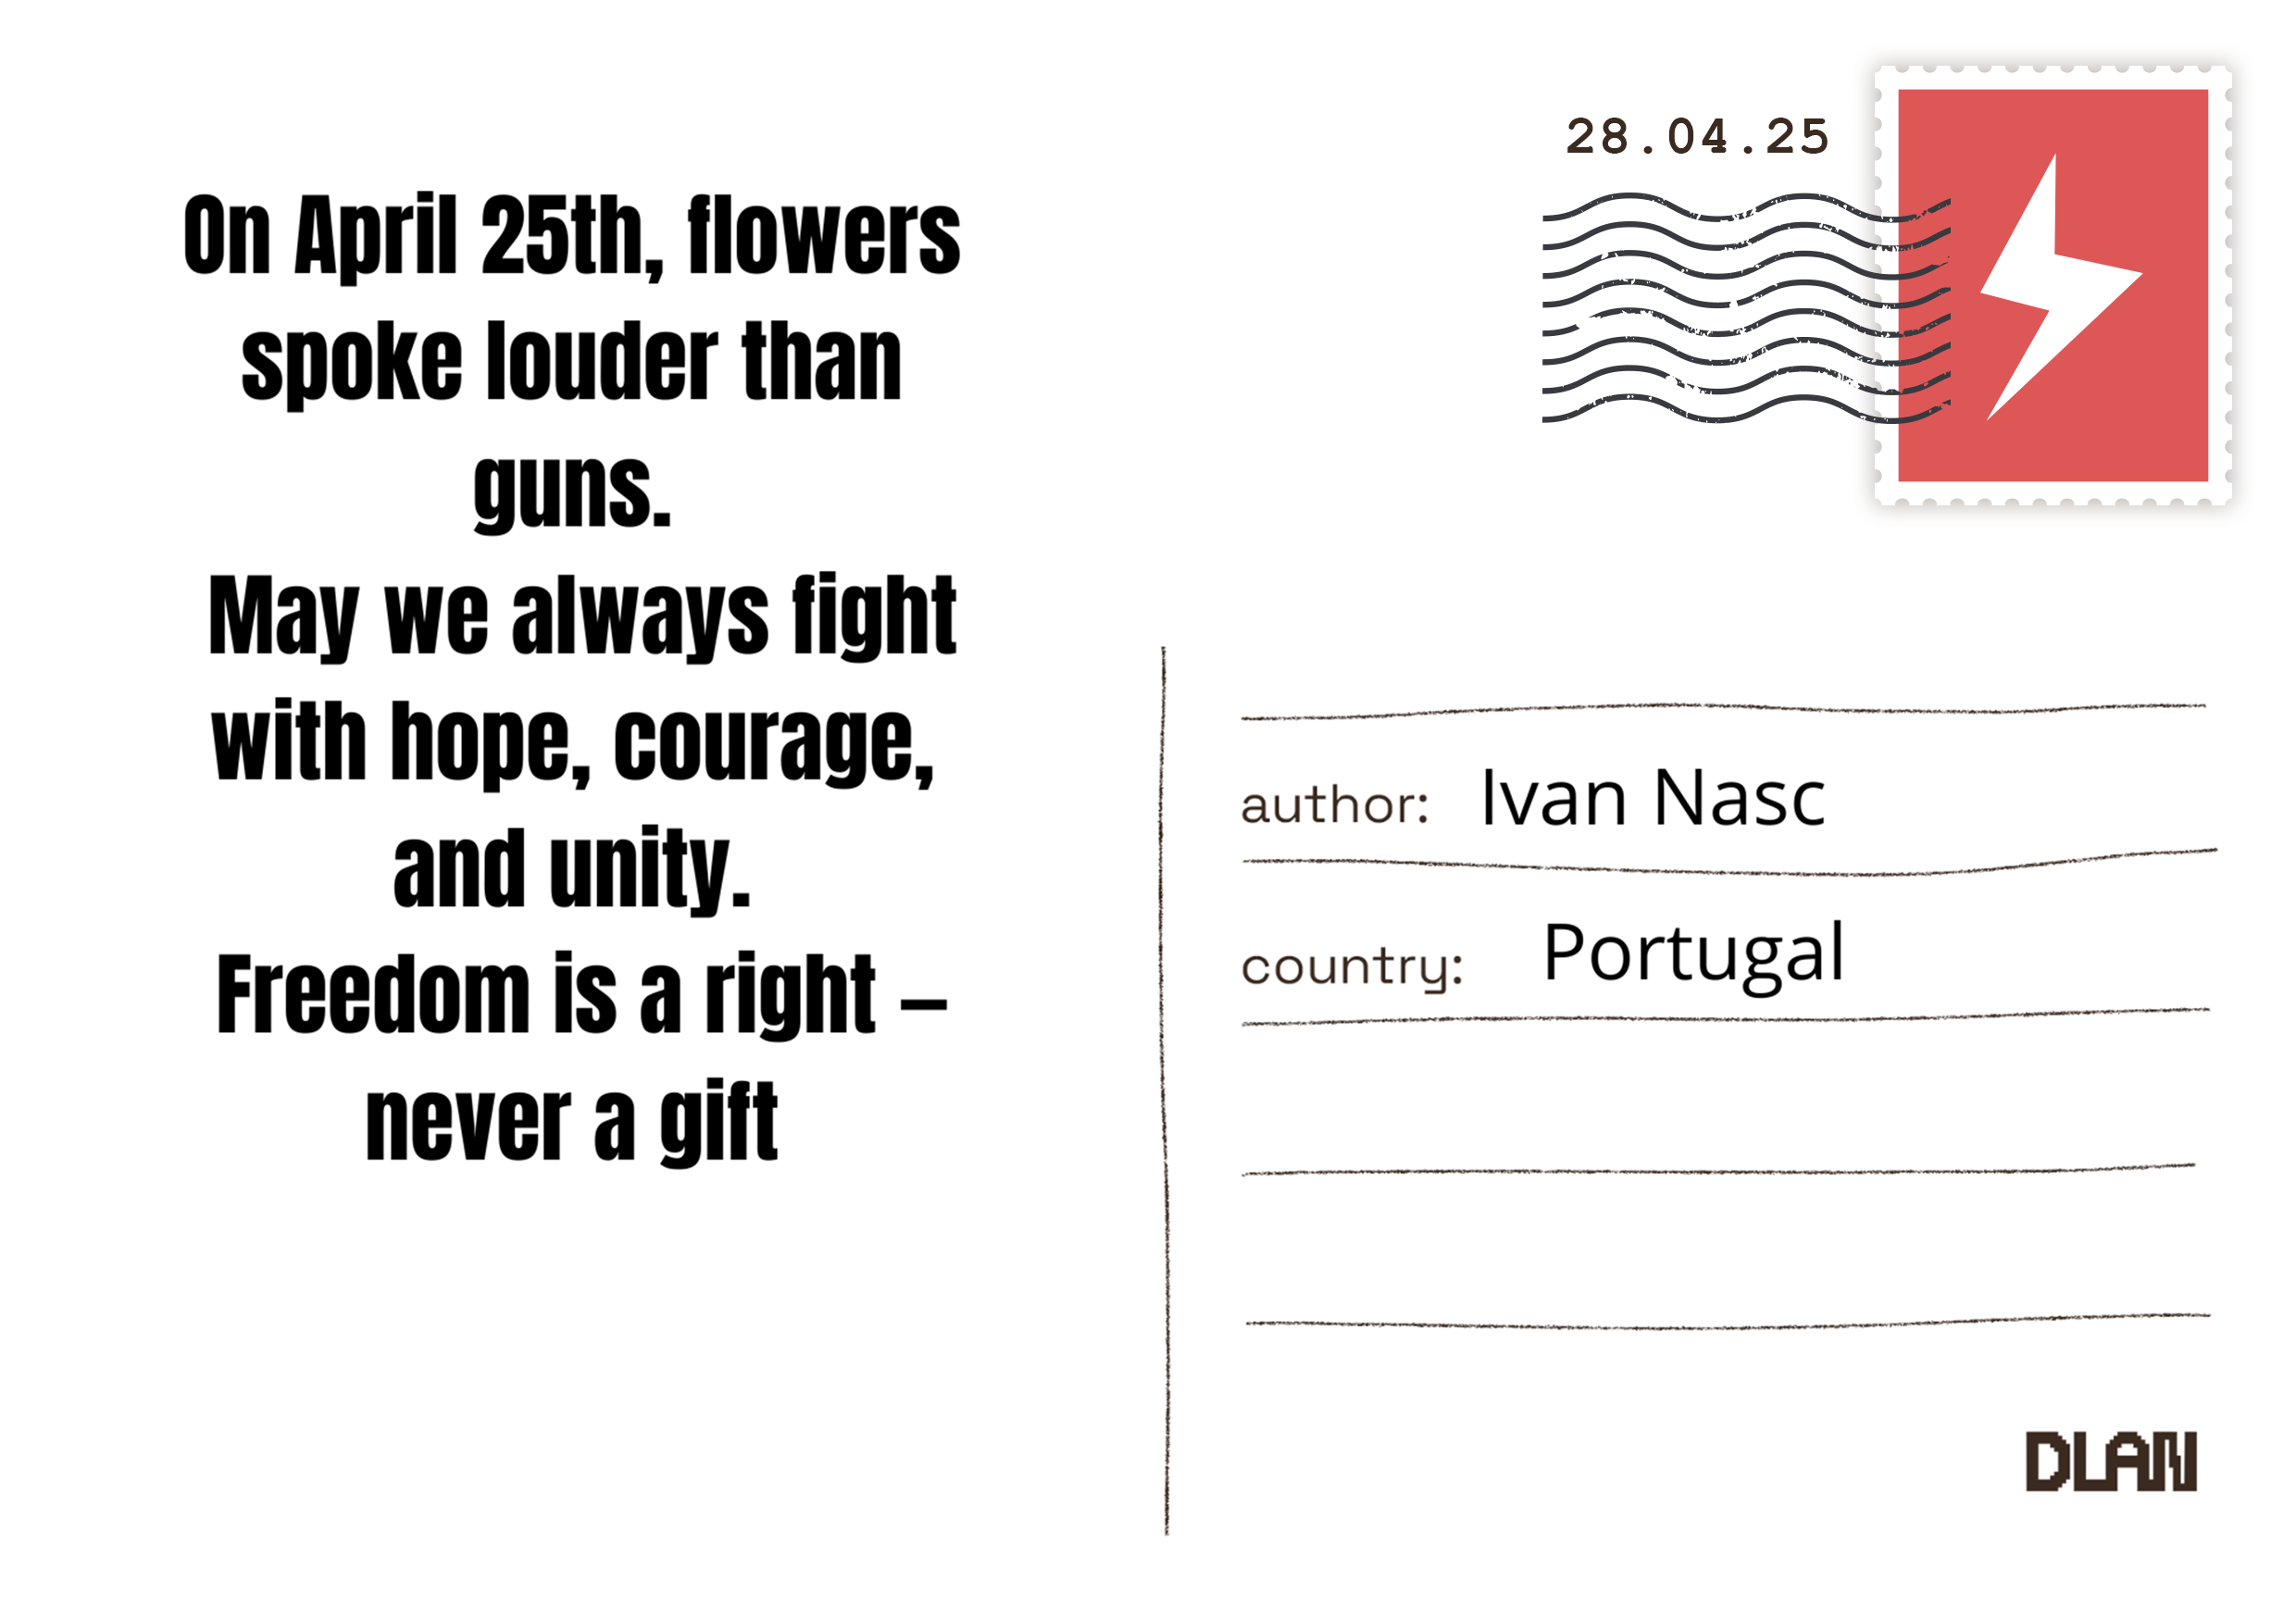 On April 25th, flowers
spoke louder than
guns.
May we always fight
with hope, courage,
and unity.
Freedom is a right —
never a gift
28.04.25
author: Ivan Nasc
country: Portugal
DLAN